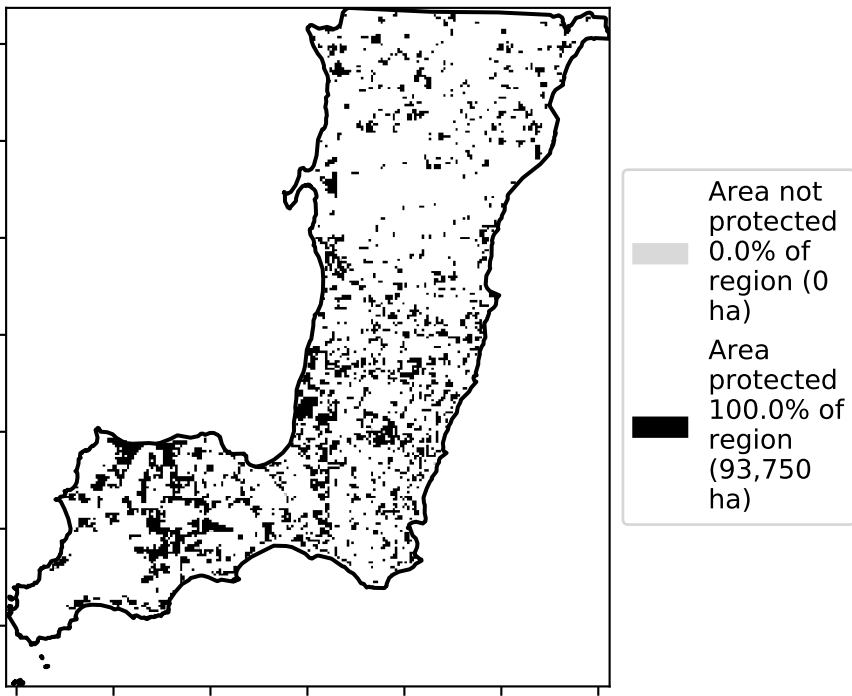 Area not
protected
0.0% of
region (0
ha)
Area
protected
100.0% of
region
(93,750
ha)